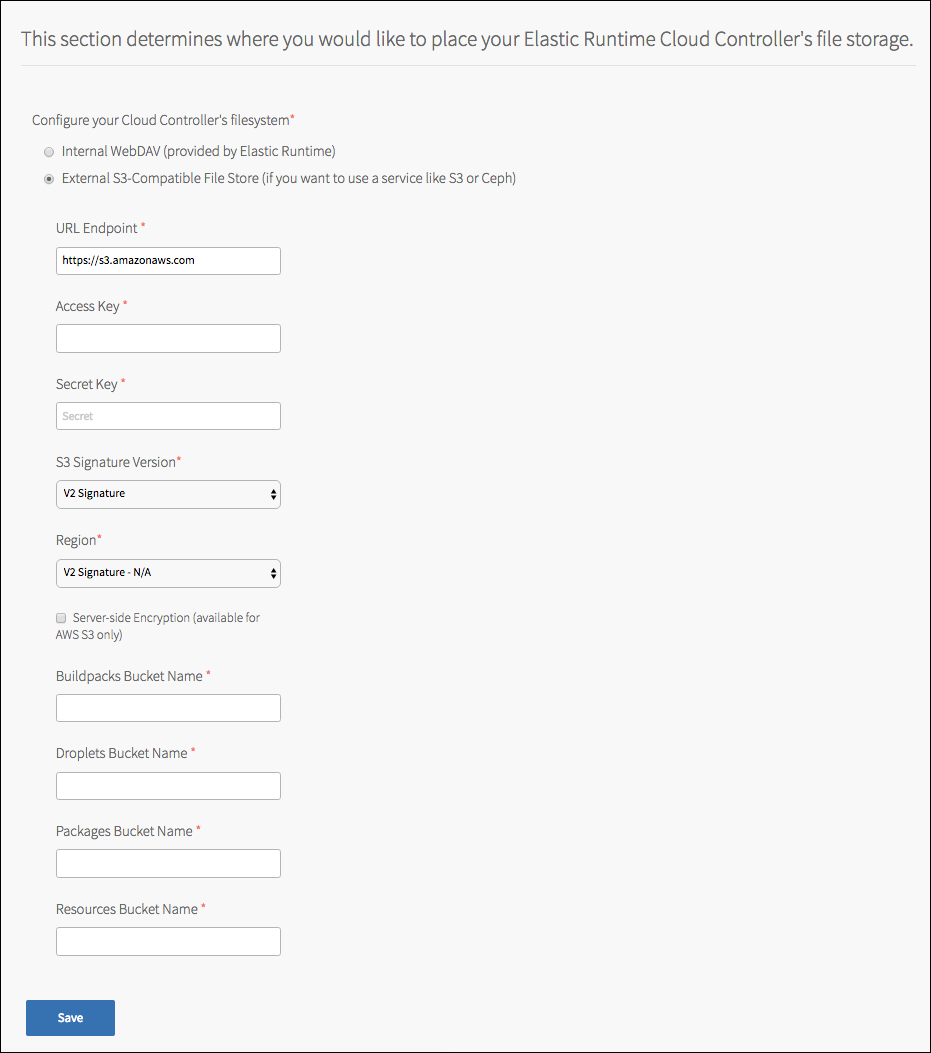 This section determines where you would like to place your Elastic Runtime Cloud Controller's file storage.
Configure your Cloud Controller's filesystem*
Internal WebDAV (provided by Elastic Runtime)
External S3-Compatible File Store (if you want to use a service like S3 or Ceph)
URL Endpoint *
https://s3.amazonaws.com
Access Key *
Secret Key *
Secret
S3 Signature Version*
V2 Signature
Region*
V2 Signature - N/A
Server-side Encryption (available for
AWS S3 only)
Buildpacks Bucket Name *
Droplets Bucket Name *
Packages Bucket Name *
Resources Bucket Name *
Save